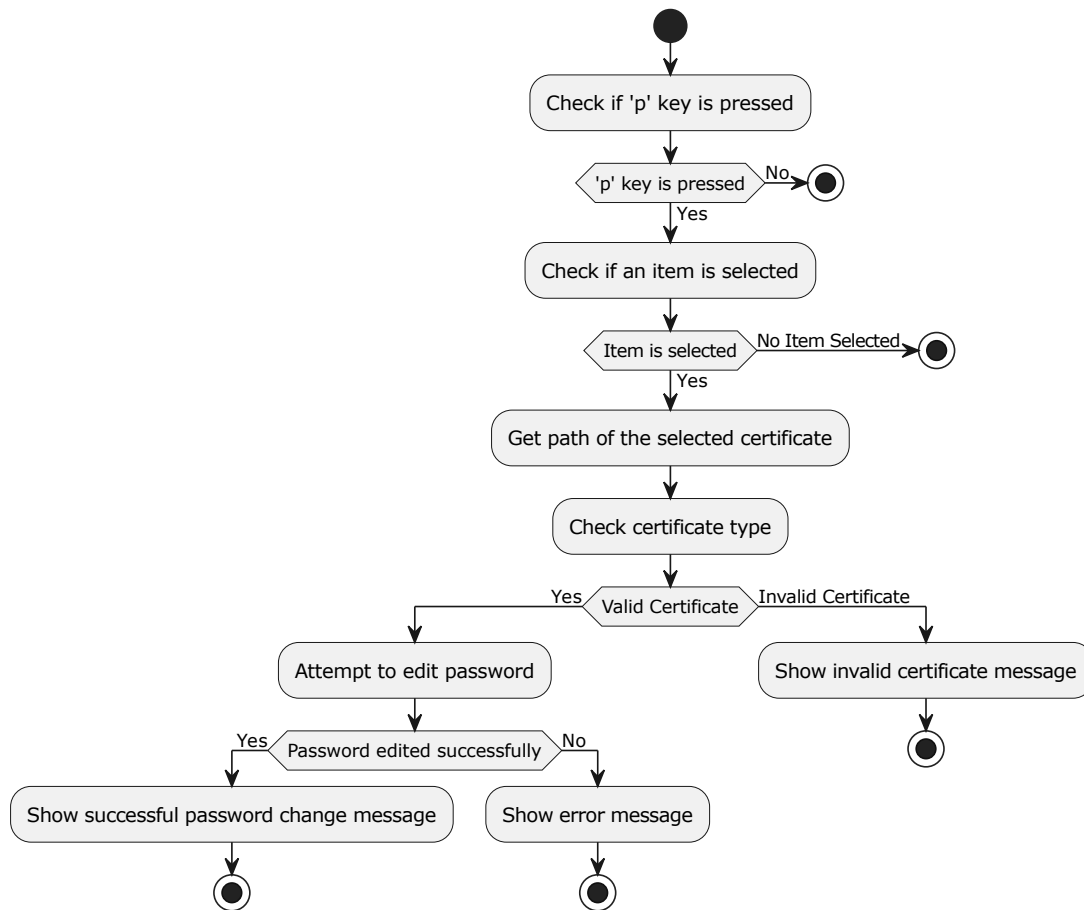 Check if 'p' key is pressed
'p' key is pressed
No
Yes
Check if an item is selected
Item is selected
No Item Selected
Yes
Get path of the selected certificate
Check certificate type
Yes
Valid Certificate
Invalid Certificate
Attempt to edit password
Show invalid certificate message
Yes
Password edited successfully
No
Show successful password change message
Show error message